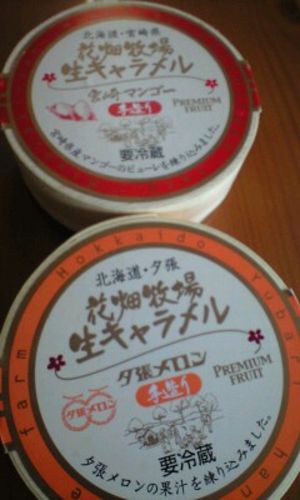 北海道・宮崎県
花畑牧場
生キャラメル
宮崎マンゴー
手造り
PREMIUM
FRUIT
要冷蔵
宮崎県産マンゴーのピューレを練り込みました。
farm Hokkaido Yubar
北海道・夕張
花畑牧場
生キャラメル
夕張メロン
手造り
PREMIUM
FRUIT
夕張メロン
要冷蔵
夕張メロンの果汁を練り込みました。